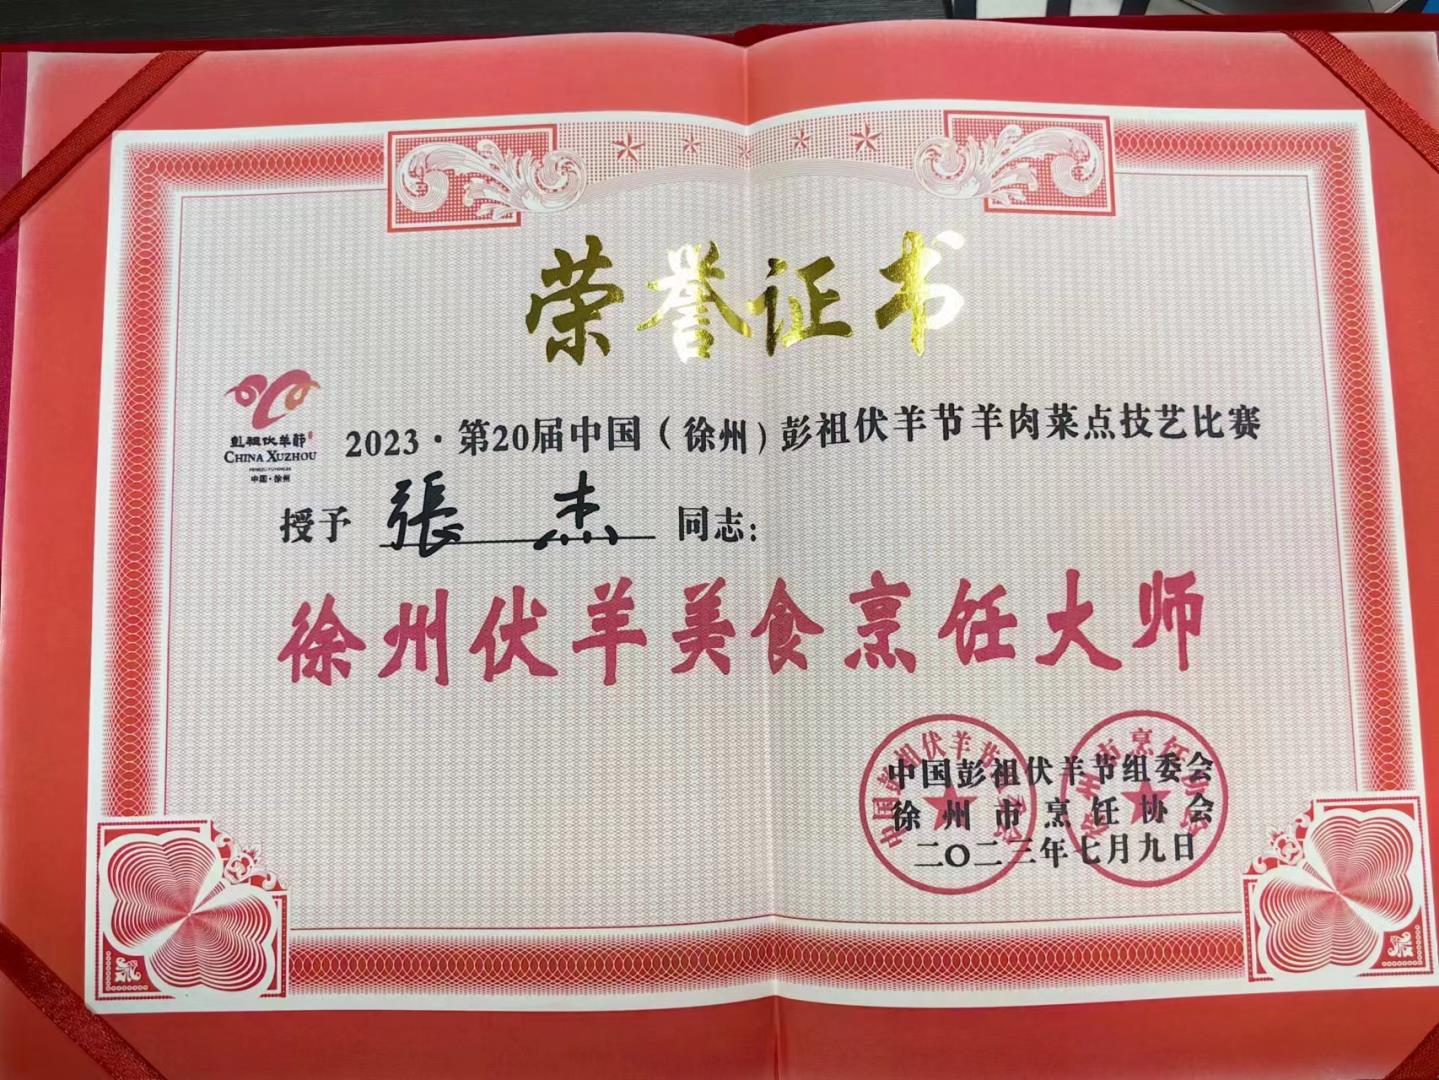 荣誉证书
彭祖伏羊节
CHINA XUZHOU
中国·徐州
2023·第20届中国（徐州）彭祖伏羊节羊肉菜点技艺比赛
授予 張 杰 同志：
徐州伏羊美食烹饪大师
中国彭祖伏羊节组委会
徐州市烹饪协会
二〇二三年七月九日